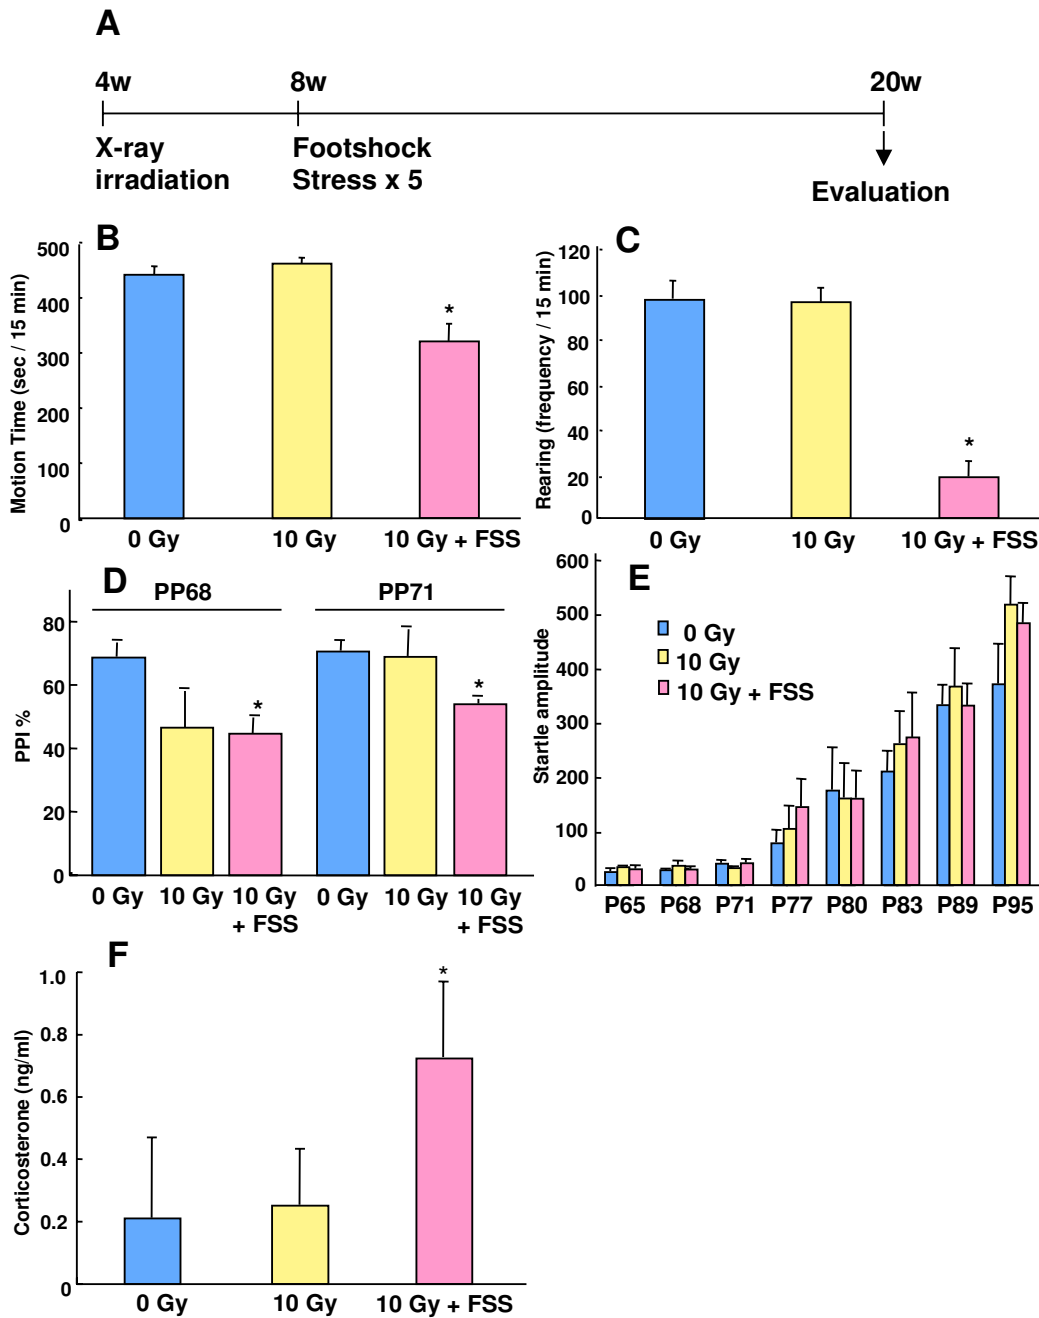 A
4w 8w 20w
X-ray
irradiation
Footshock
Stress x 5
Evaluation
B
Motion Time (sec / 15 min)
500
400
300
200
100
0
*
0 Gy 10 Gy 10 Gy + FSS
C
Rearing (frequency / 15 min)
120
100
80
60
40
20
0
*
0 Gy 10 Gy 10 Gy + FSS
D
PP68 PP71
PPI %
80
60
40
20
0
* *
0 Gy 10 Gy 10 Gy 0 Gy 10 Gy 10 Gy
+ FSS + FSS
E
Startle amplitude
600
500
400
300
200
100
0
0 Gy
10 Gy
10 Gy + FSS
P65 P68 P71 P77 P80 P83 P89 P95
F
Corticosterone (ng/ml)
1.0
0.8
0.6
0.4
0.2
0
*
0 Gy 10 Gy 10 Gy + FSS